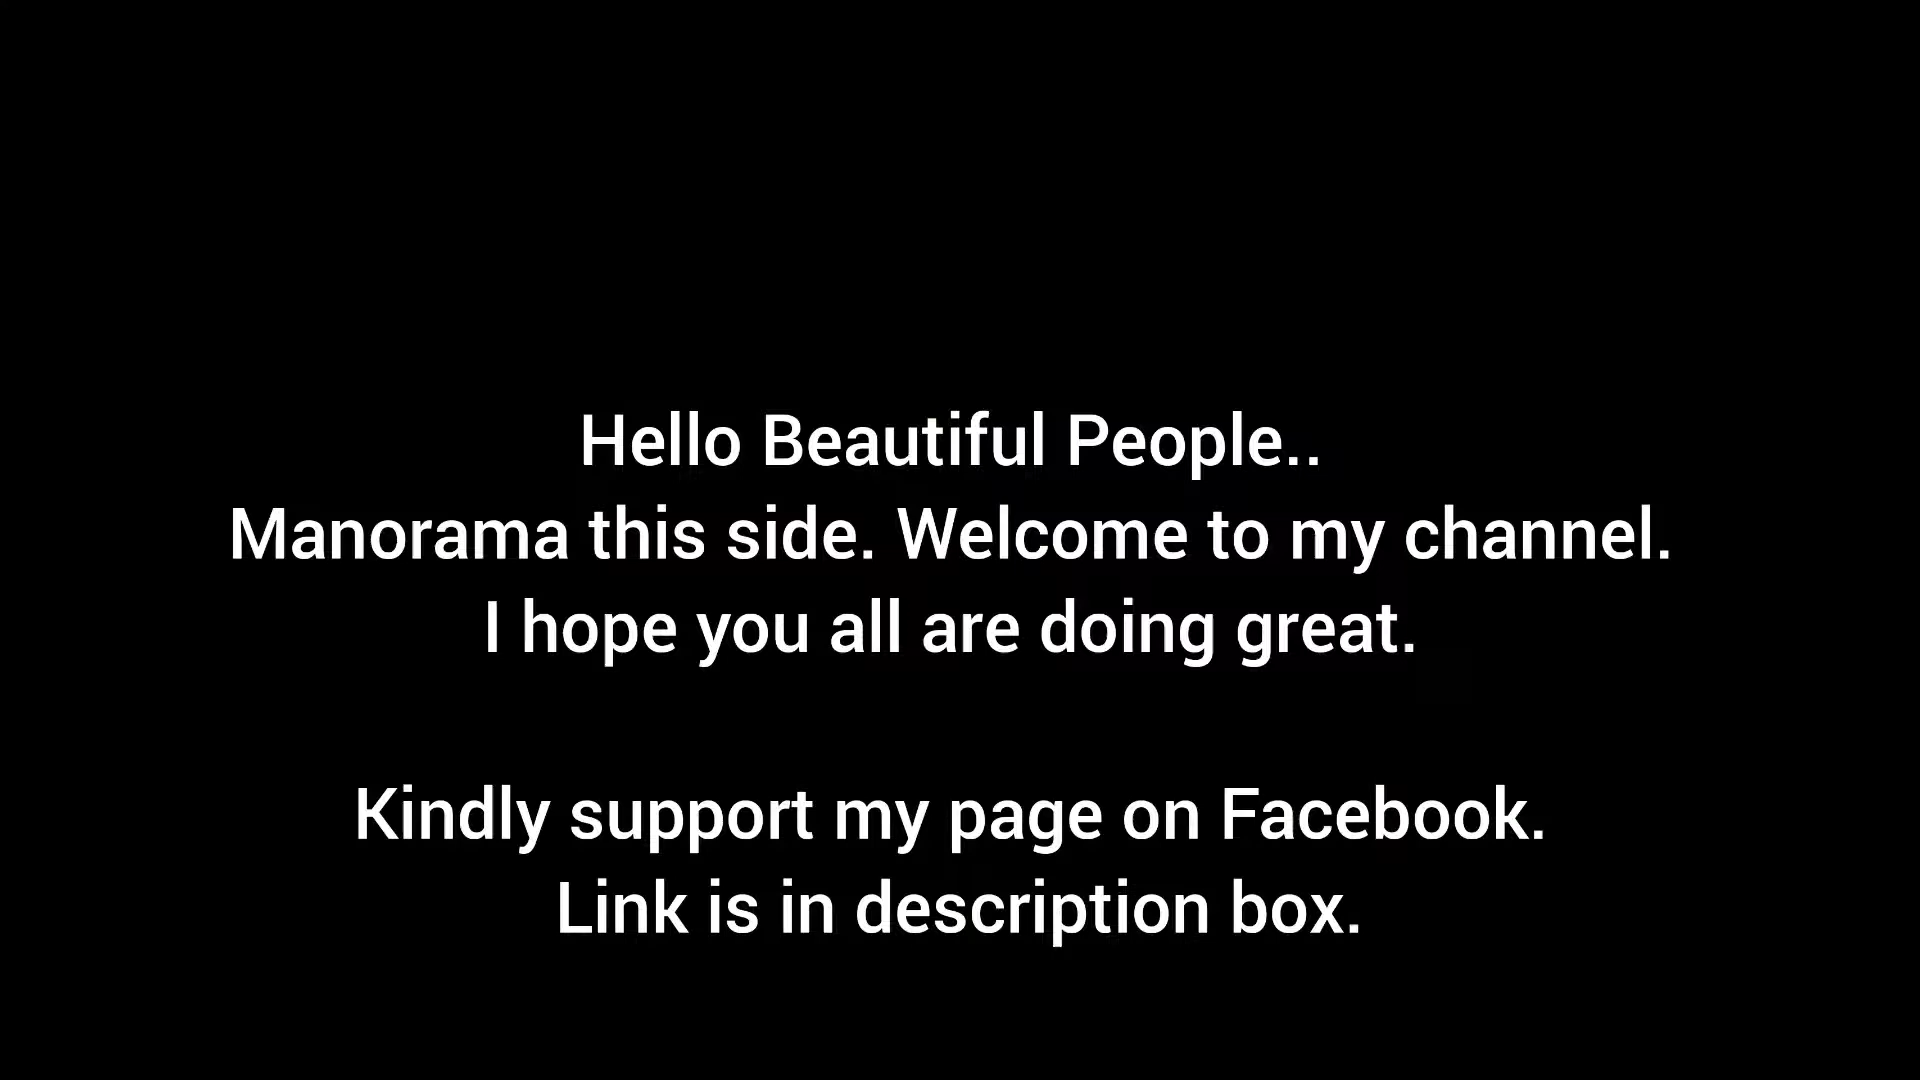 Hello Beautiful People..
Manorama this side. Welcome to my channel.
I hope you all are doing great.
Kindly support my page on Facebook.
Link is in description box.